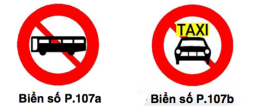 TAXI
Biển số P.107a
Biển số P.107b